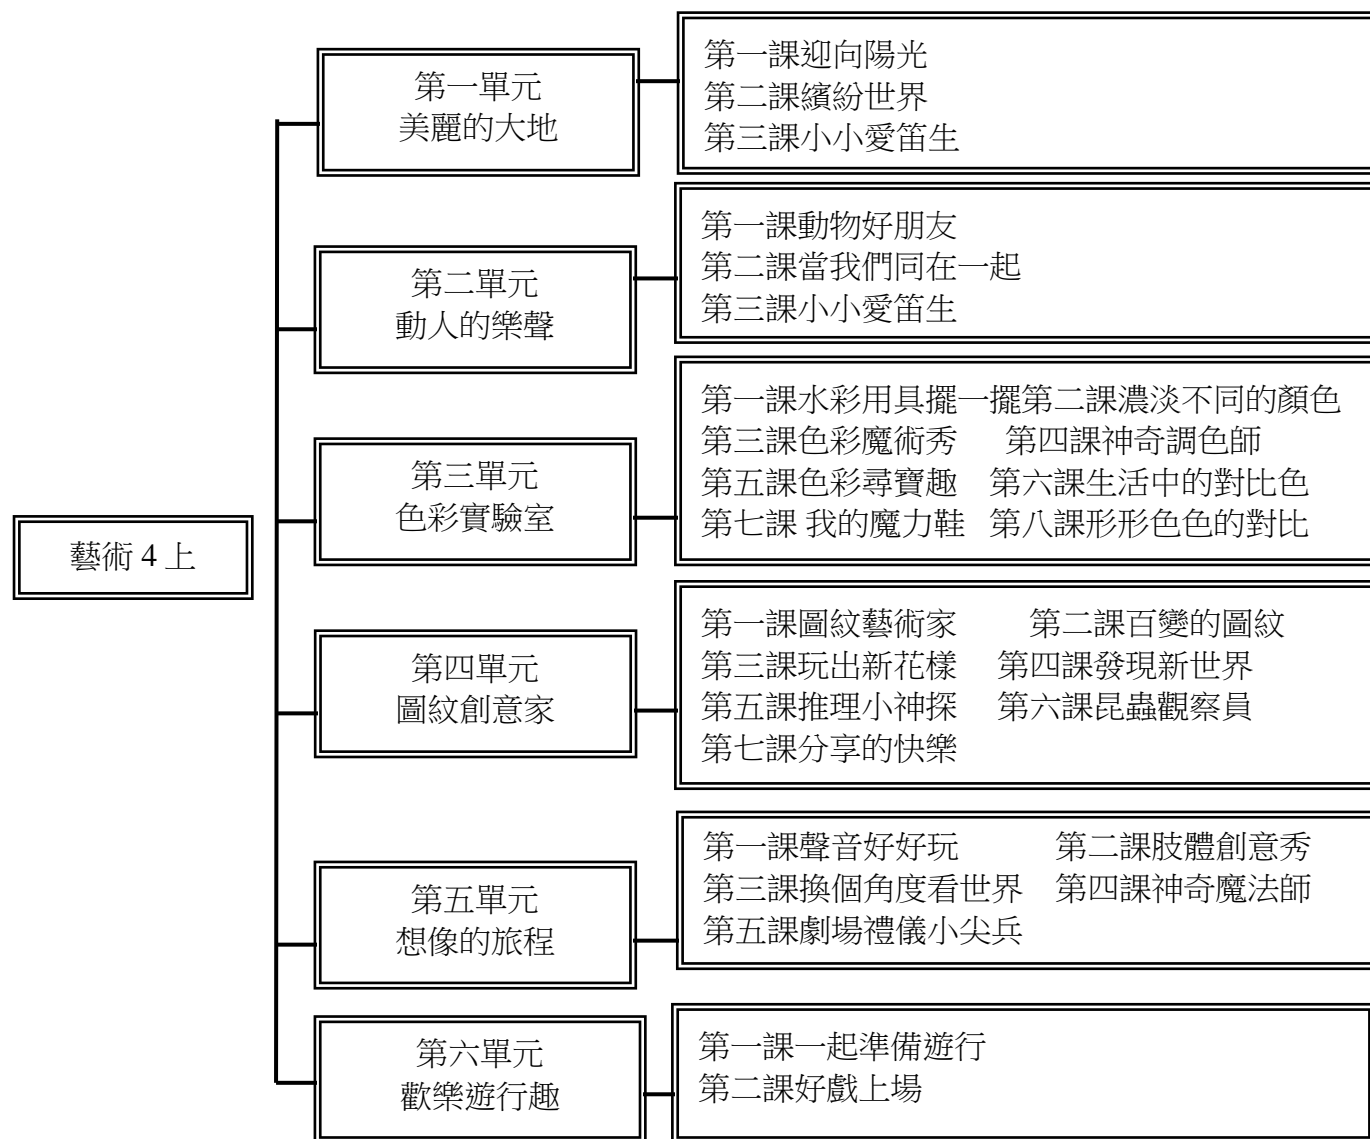 藝術 4 上
第一單元
美麗的大地
第一課迎向陽光
第二課繽紛世界
第三課小小愛笛生
第二單元
動人的樂聲
第一課動物好朋友
第二課當我們同在一起
第三課小小愛笛生
第三單元
色彩實驗室
第一課水彩用具擺一擺第二課濃淡不同的顏色
第三課色彩魔術秀 第四課神奇調色師
第五課色彩尋寶趣 第六課生活中的對比色
第七課 我的魔力鞋 第八課形形色色的對比
第四單元
圖紋創意家
第一課圖紋藝術家 第二課百變的圖紋
第三課玩出新花樣 第四課發現新世界
第五課推理小神探 第六課昆蟲觀察員
第七課分享的快樂
第五單元
想像的旅程
第一課聲音好好玩 第二課肢體創意秀
第三課換個角度看世界 第四課神奇魔法師
第五課劇場禮儀小尖兵
第六單元
歡樂遊行趣
第一課一起準備遊行
第二課好戲上場